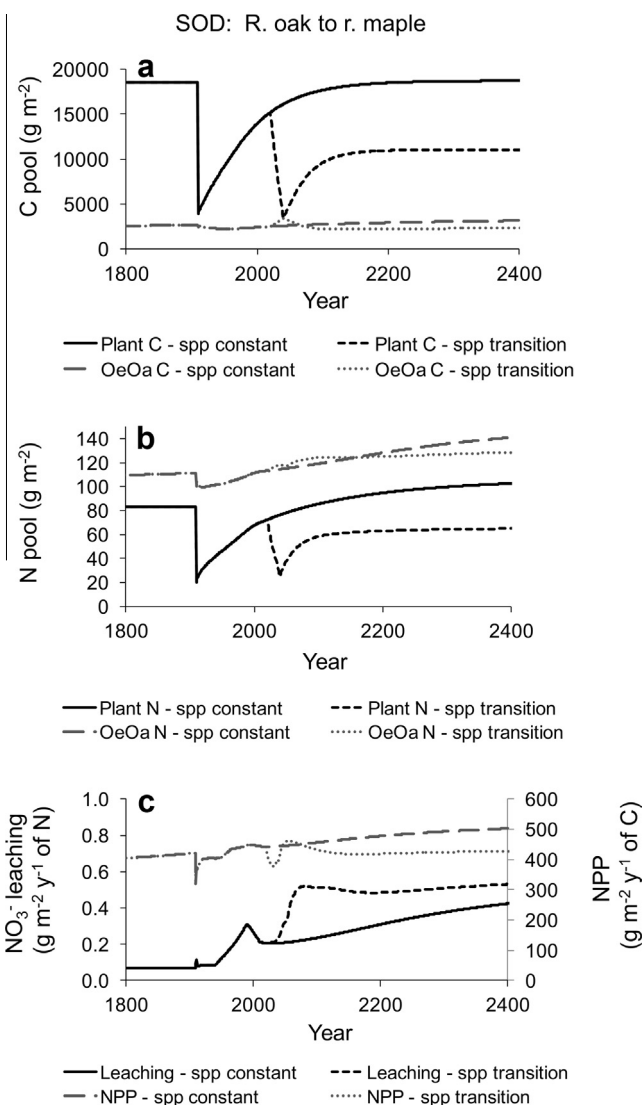 SOD: R. oak to r. maple
a
C pool (g m-2)
20000
15000
10000
5000
0
1800 2000 2200 2400
Year
Plant C - spp constant Plant C - spp transition
OeOa C - spp constant OeOa C - spp transition
b
N pool (g m-2)
140
120
100
80
60
40
20
0
1800 2000 2200 2400
Year
Plant N - spp constant Plant N - spp transition
OeOa N - spp constant OeOa N - spp transition
c
NO3- leaching
(g m-2 y-1 of N)
1.0
0.8
0.6
0.4
0.2
0.0
600
500
400
300
200
100
0
NPP
(g m-2 y-1 of C)
1800 2000 2200 2400
Year
Leaching - spp constant Leaching - spp transition
NPP - spp constant NPP - spp transition